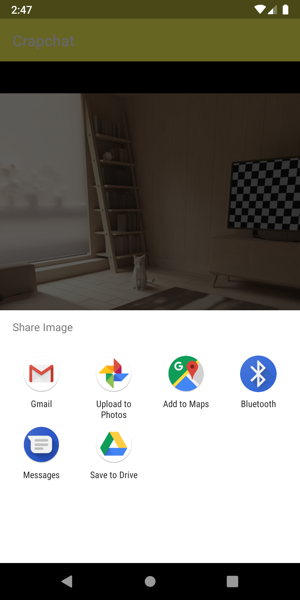 2:47
Crapchat
Share Image
Gmail
Upload to
Photos
Add to Maps
Bluetooth
Messages
Save to Drive